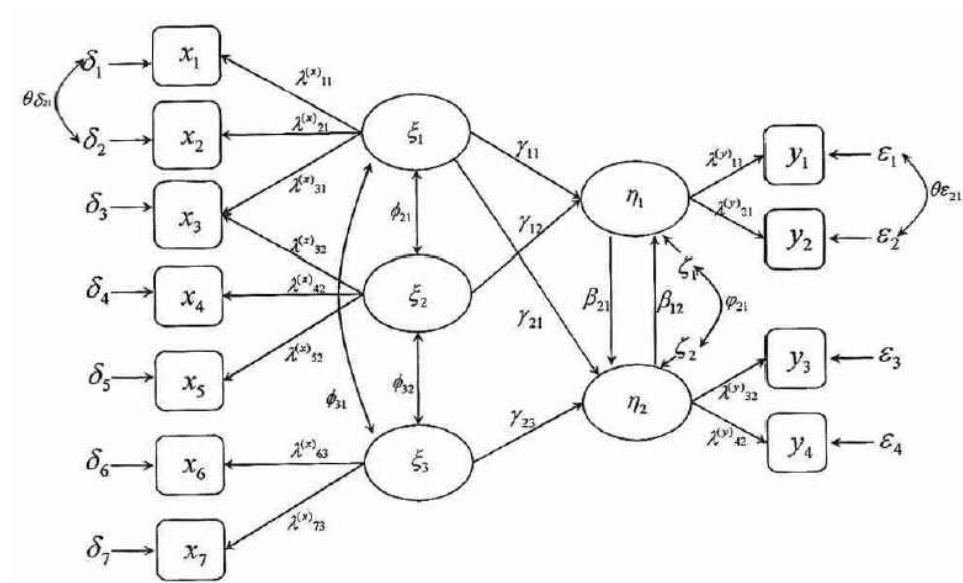 δ₁ x₁
θδ₂₁
λ⁽ˣ⁾₁₁
δ₂ x₂
λ⁽ˣ⁾₂₁
ξ₁
γ₁₁
λ⁽ʸ⁾₁₁
y₁ ε₁
θε₂₁
δ₃ x₃
λ⁽ˣ⁾₃₁
λ⁽ˣ⁾₃₂
ϕ₂₁
γ₁₂
η₁
λ⁽ʸ⁾₂₁
y₂ ε₂
δ₄ x₄
λ⁽ˣ⁾₄₂
ξ₂
γ₂₁
β₂₁
β₁₂
ζ₁
φ₂₁
ζ₂
δ₅ x₅
λ⁽ˣ⁾₅₂
ϕ₃₁
ϕ₃₂
γ₂₃
η₂
λ⁽ʸ⁾₃₂
y₃ ε₃
δ₆ x₆
λ⁽ˣ⁾₆₃
ξ₃
λ⁽ʸ⁾₄₂
y₄ ε₄
δ₇ x₇
λ⁽ˣ⁾₇₃